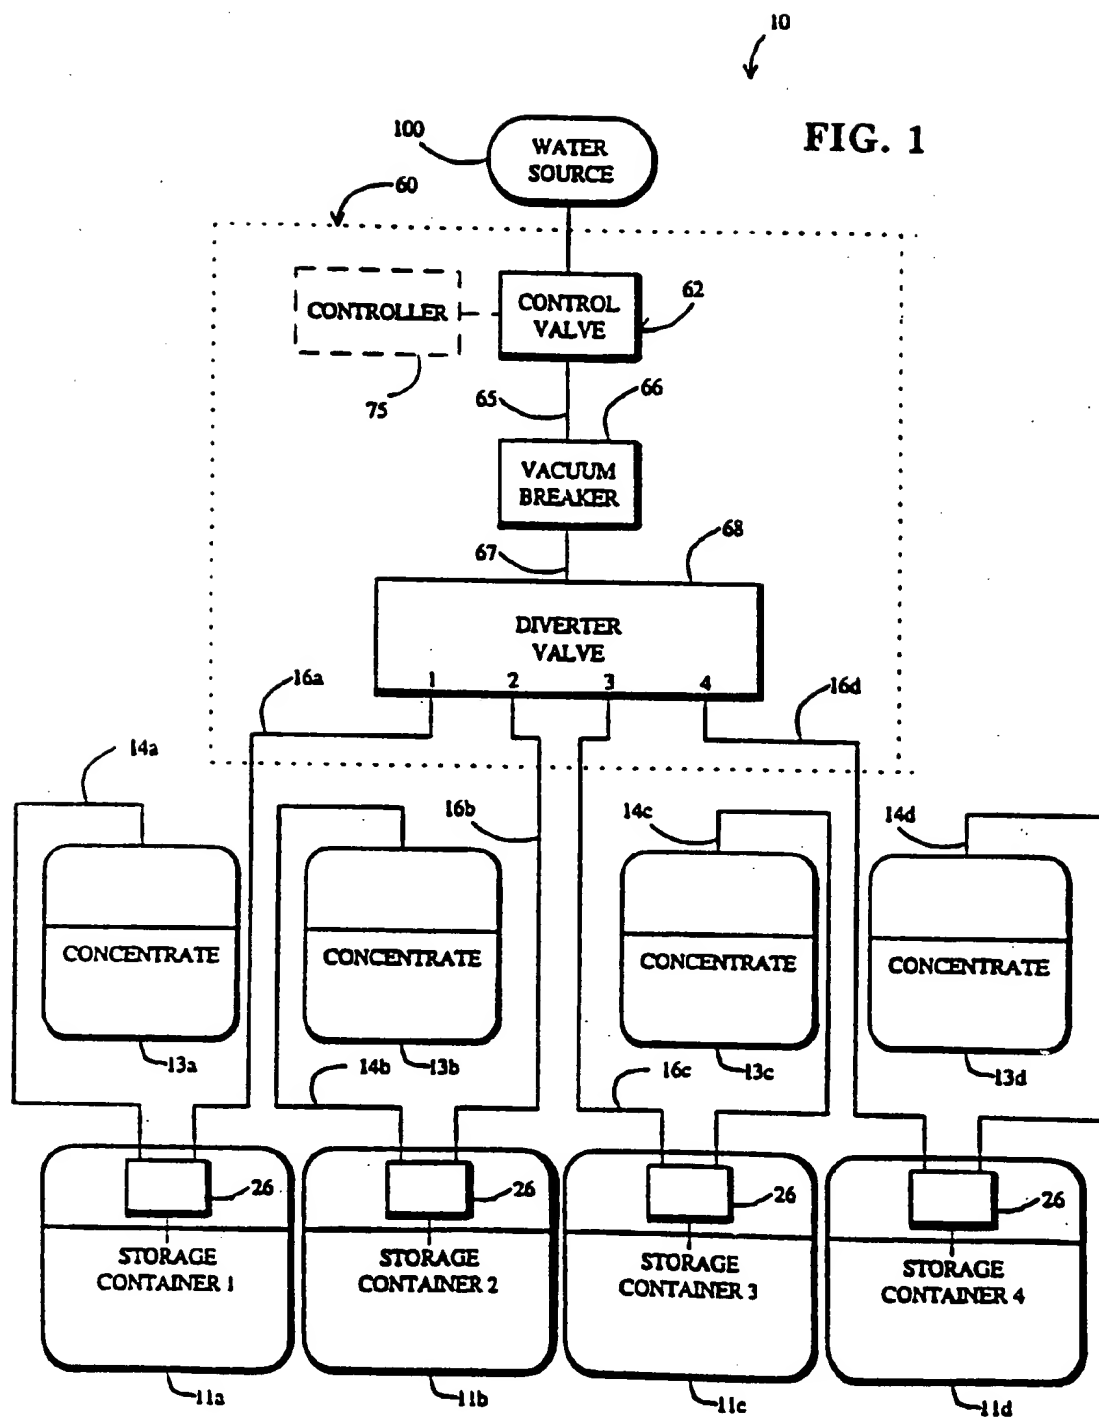 10
FIG. 1
100
WATER
SOURCE
60
CONTROLLER
CONTROL
VALVE
62
75
65
66
VACUUM
BREAKER
67
68
DIVERTER
VALVE
1 2 3 4
16a
16d
14a
16b
14c
14d
CONCENTRATE
CONCENTRATE
CONCENTRATE
CONCENTRATE
13a
14b
13b
16c
13c
13d
26
26
26
26
STORAGE
CONTAINER 1
STORAGE
CONTAINER 2
STORAGE
CONTAINER 3
STORAGE
CONTAINER 4
11a
11b
11c
11d